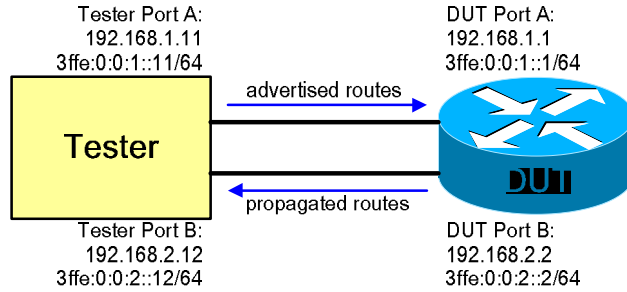 Tester Port A:
192.168.1.11
3ffe:0:0:1::11/64
DUT Port A:
192.168.1.1
3ffe:0:0:1::1/64
advertised routes
Tester
DUT
propagated routes
Tester Port B:
192.168.2.12
3ffe:0:0:2::12/64
DUT Port B:
192.168.2.2
3ffe:0:0:2::2/64